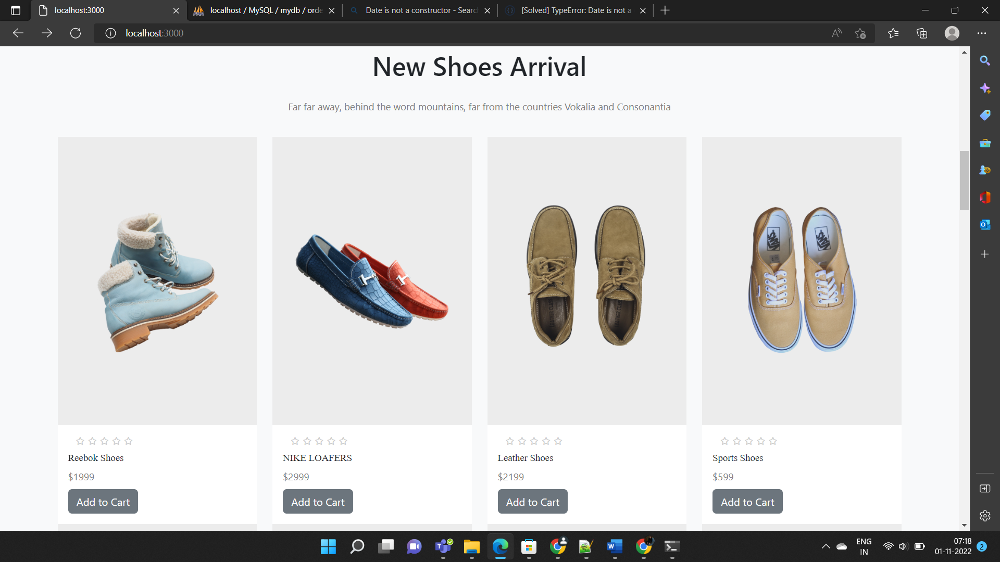 localhost:3000
localhost / MySQL / mydb / orde
Date is not a constructor - Searc
[Solved] TypeError: Date is not a
localhost:3000
New Shoes Arrival
Far far away, behind the word mountains, far from the countries Vokalia and Consonantia
VANS VANS
LEATHER
Reebok Shoes
NIKE LOAFERS
Leather Shoes
Sports Shoes
$1999
$2999
$2199
$599
Add to Cart
Add to Cart
Add to Cart
Add to Cart
ENG
IN
07:18
01-11-2022
2